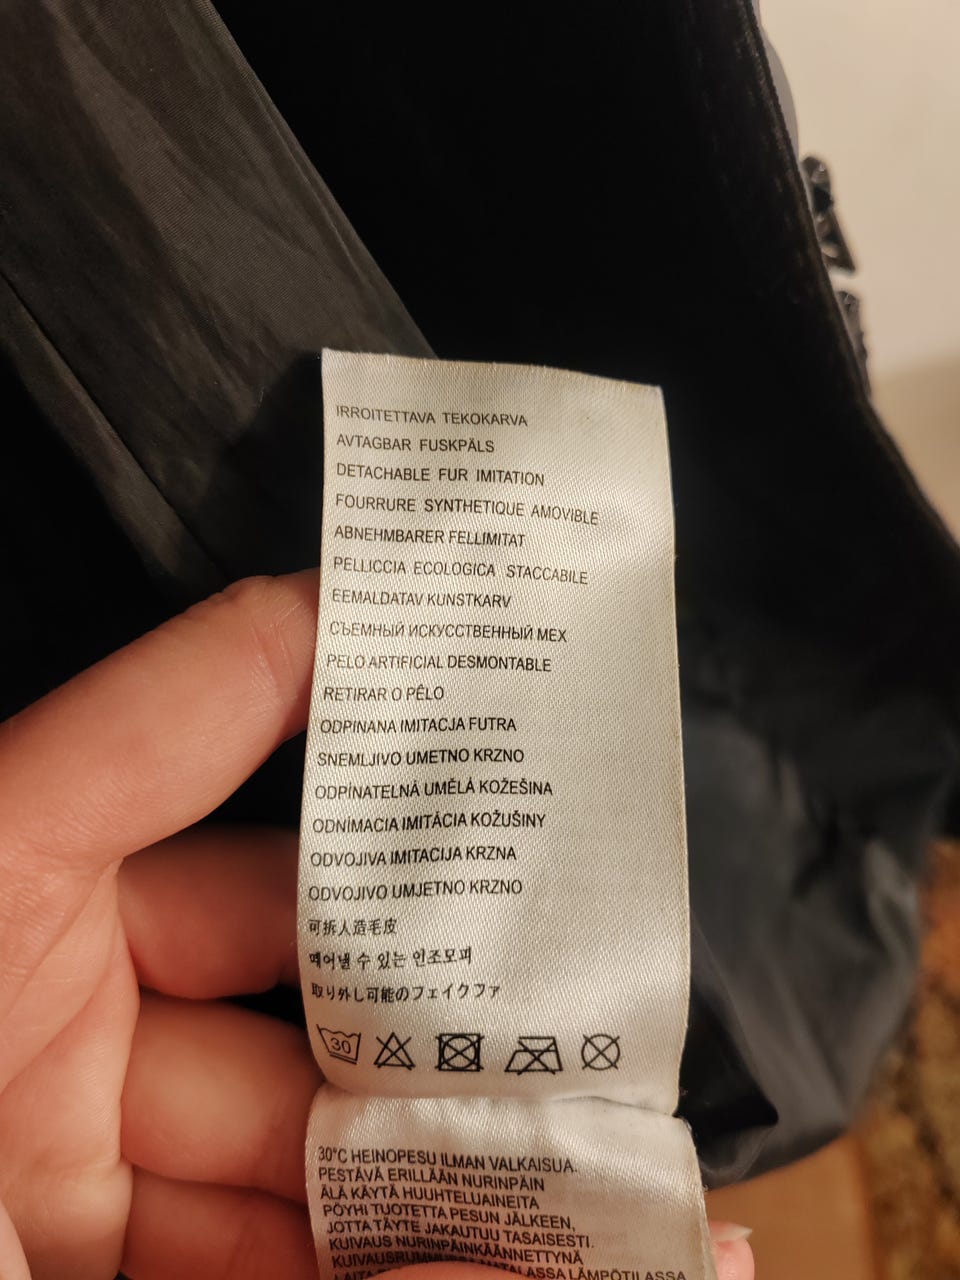 IRROITETTAVA TEKOKARVA
AVTAGBAR FUSKPÄLS
DETACHABLE FUR IMITATION
FOURRURE SYNTHETIQUE AMOVIBLE
ABNEHMBARER FELLIMITAT
PELLICCIA ECOLOGICA STACCABILE
EEMALDATAV KUNSTKARV
СЪЕМНЫЙ ИСКУССТВЕННЫЙ МЕХ
PELO ARTIFICIAL DESMONTABLE
RETIRAR O PÊLO
ODPINANA IMITACJA FUTRA
SNEMLJIVO UMETNO KRZNO
ODPÍNATELNÁ UMĚLÁ KOŽEŠINA
ODNÍMACIA IMITÁCIA KOŽUŠINY
ODVOJIVA IMITACIJA KRZNA
ODVOJIVO UMJETNO KRZNO
可拆人造毛皮
떼어낼 수 있는 인조모피
取り外し可能のフェイクファ
30
30°C HEINOPESU ILMAN VALKAISUA.
PESTÄVÄ ERILLÄÄN NURINPÄIN
ÄLÄ KÄYTÄ HUUHTELUAINEITA
PÖYHI TUOTETTA PESUN JÄLKEEN,
JOTTA TÄYTE JAKAUTUU TASAISESTI.
KUIVAUS NURINPÄINKÄÄNNETTYNÄ
KUIVAUSRUMMUSSA MATALASSA LÄMPÖTILASSA